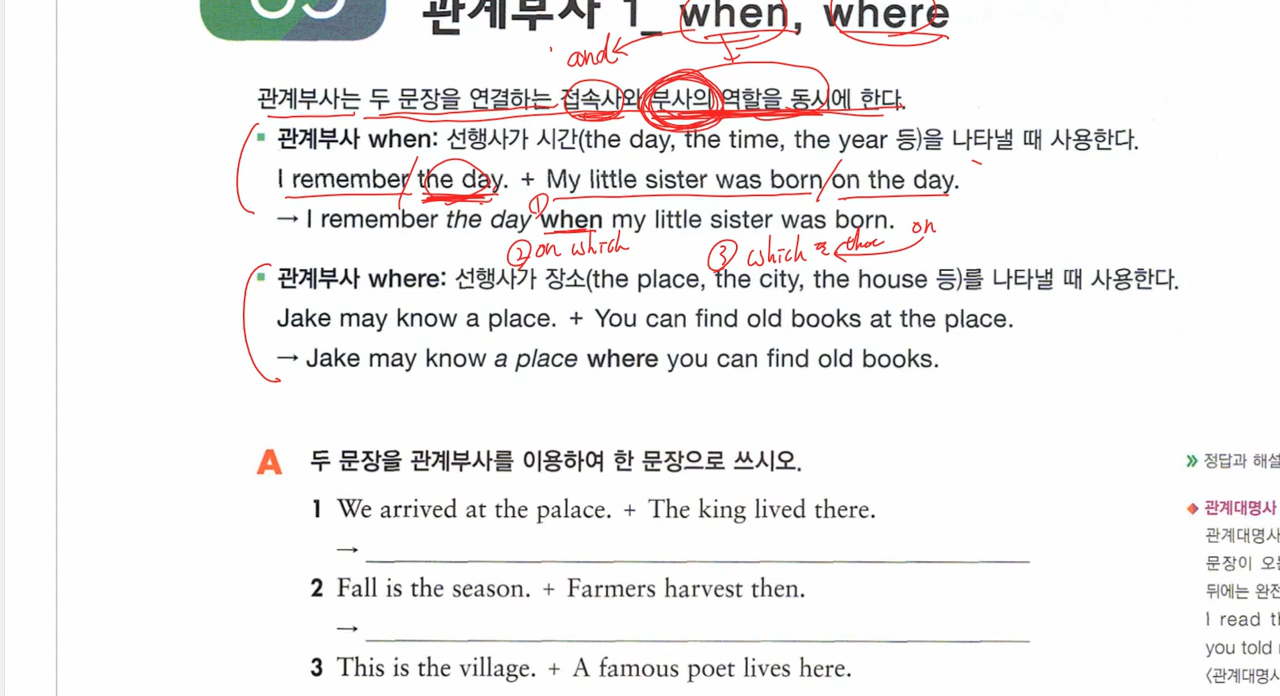 관계부사 1_ when, where
and
관계부사는 두 문장을 연결하는 접속사와 부사의 역할을 동시에 한다.
관계부사 when: 선행사가 시간(the day, the time, the year 등)을 나타낼 때 사용한다.
I remember the day. + My little sister was born on the day.
→ I remember the day ① when my little sister was born. on
② on which ③ which
관계부사 where: 선행사가 장소(the place, the city, the house 등)를 나타낼 때 사용한다.
Jake may know a place. + You can find old books at the place.
→ Jake may know a place where you can find old books.
A 두 문장을 관계부사를 이용하여 한 문장으로 쓰시오.
» 정답과 해설
1 We arrived at the palace. + The king lived there.
→
2 Fall is the season. + Farmers harvest then.
→
3 This is the village. + A famous poet lives here.
◆ 관계대명사
관계대명사
문장이
뒤에는
I read
you told
<관계대명사